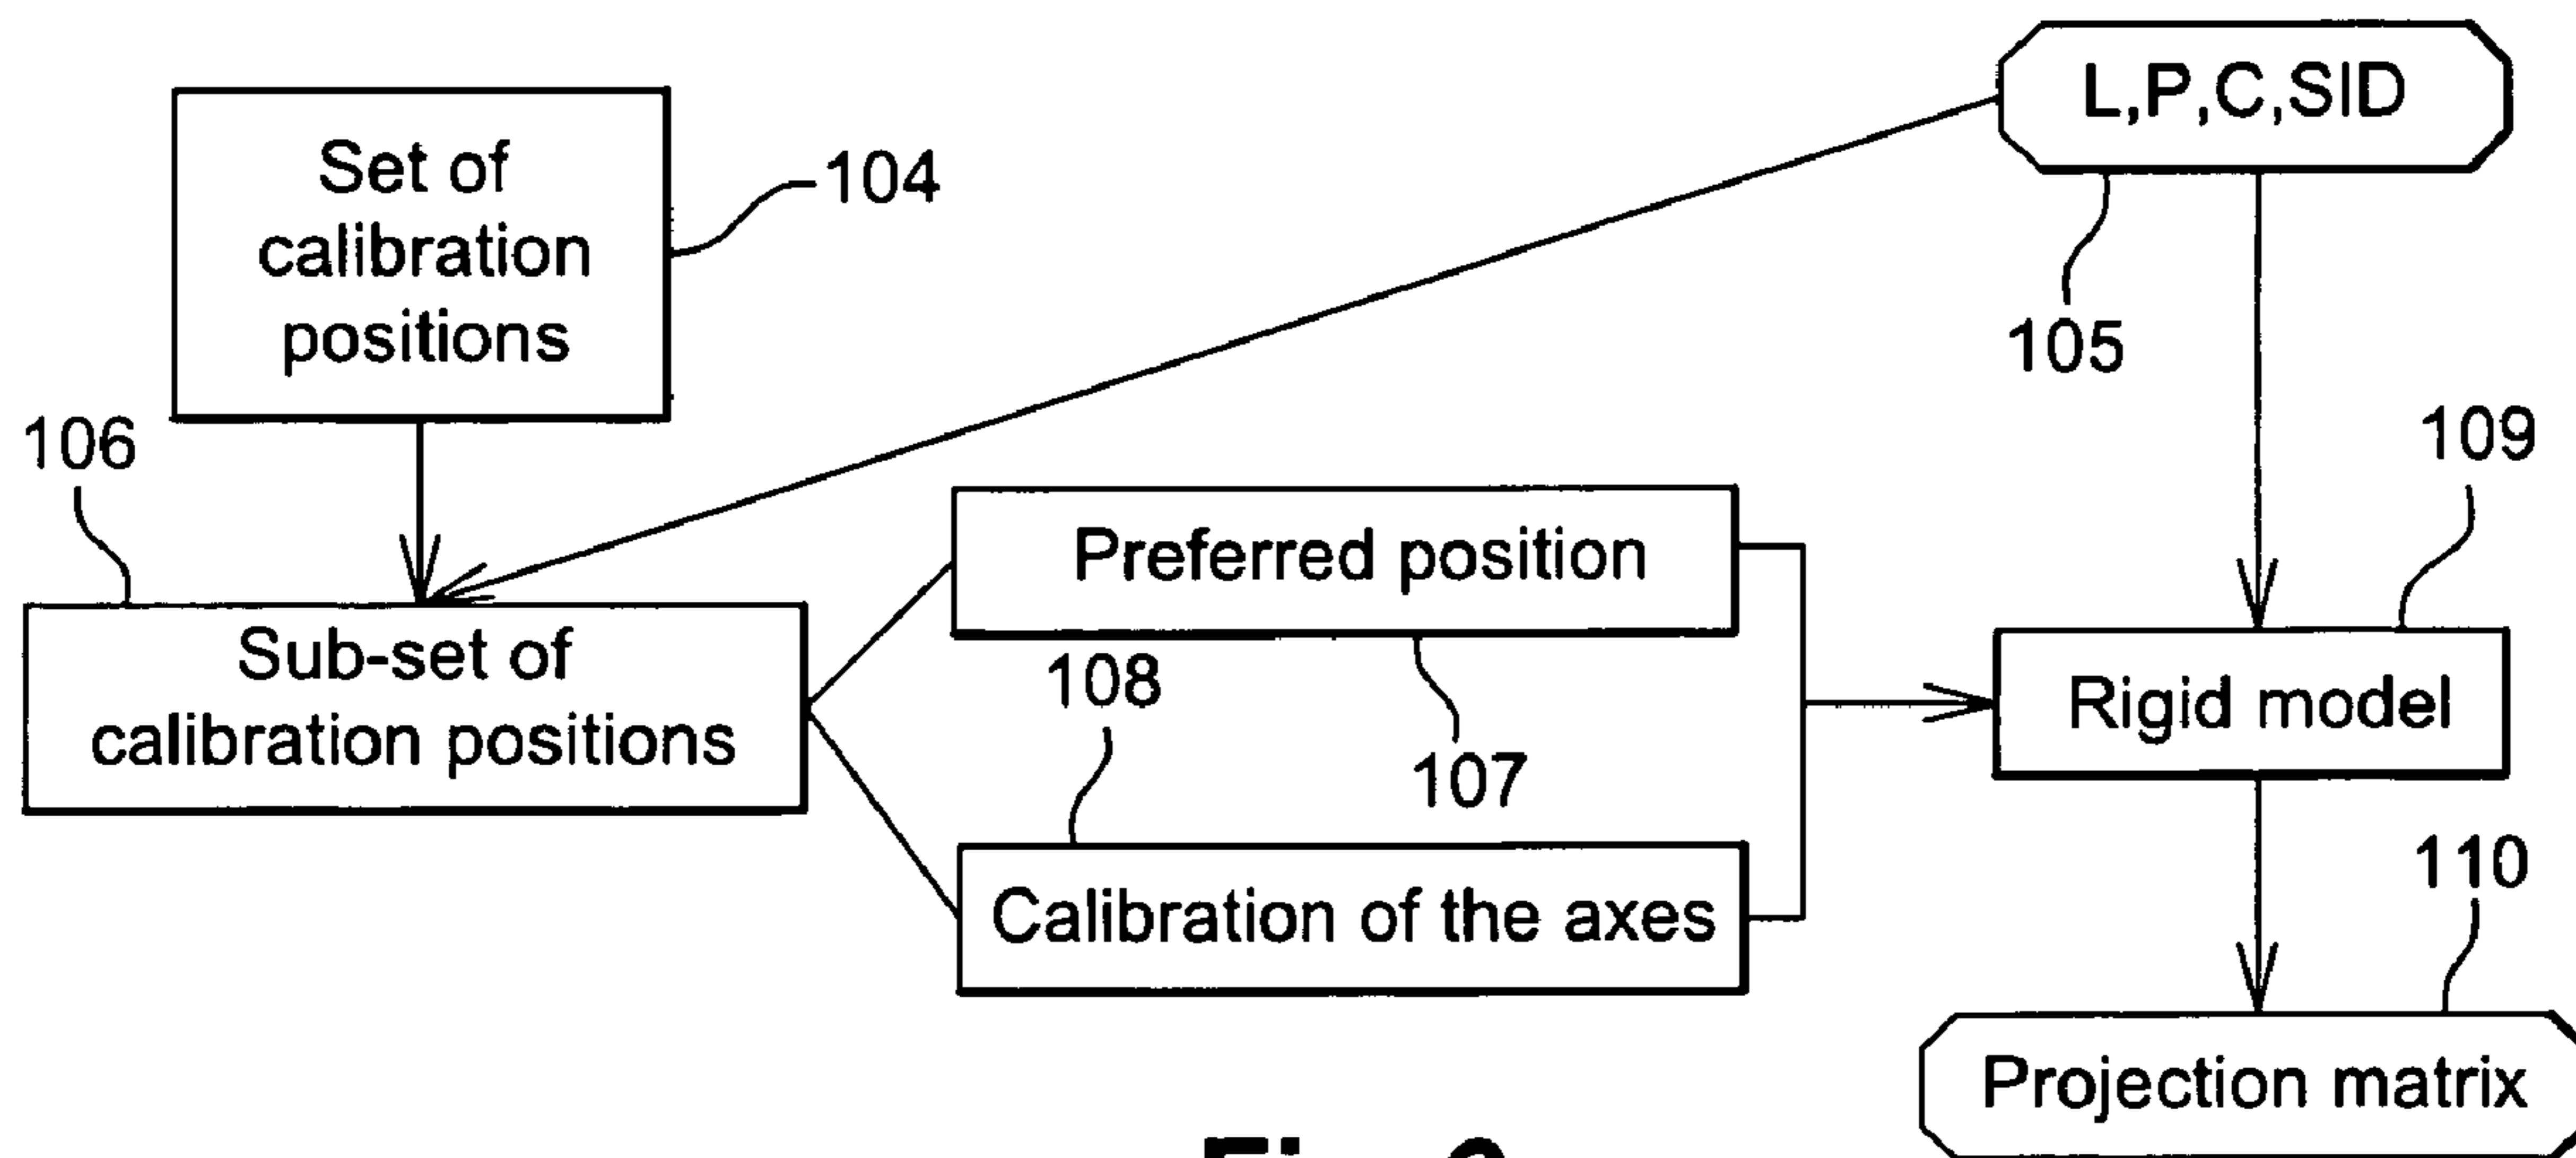 L,P,C,SID
Set of
calibration
positions
104
105
106
109
Preferred position
Sub-set of
calibration positions
108
Rigid model
107
110
Calibration of the axes
Projection matrix